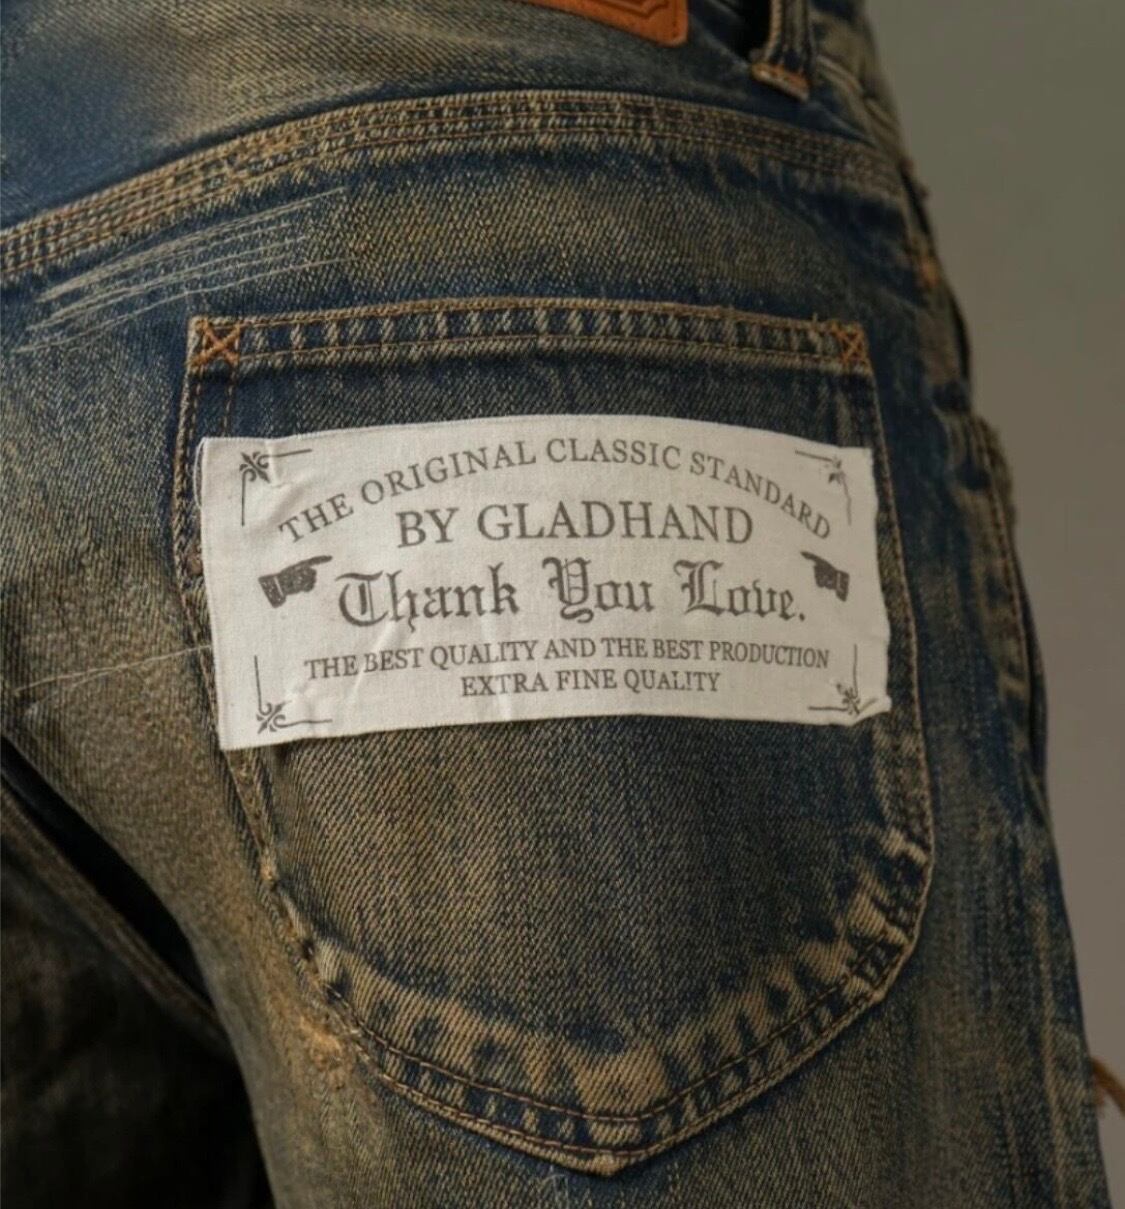 THE ORIGINAL CLASSIC STANDARD
BY GLADHAND
Thank You Love.
THE BEST QUALITY AND THE BEST PRODUCTION
EXTRA FINE QUALITY